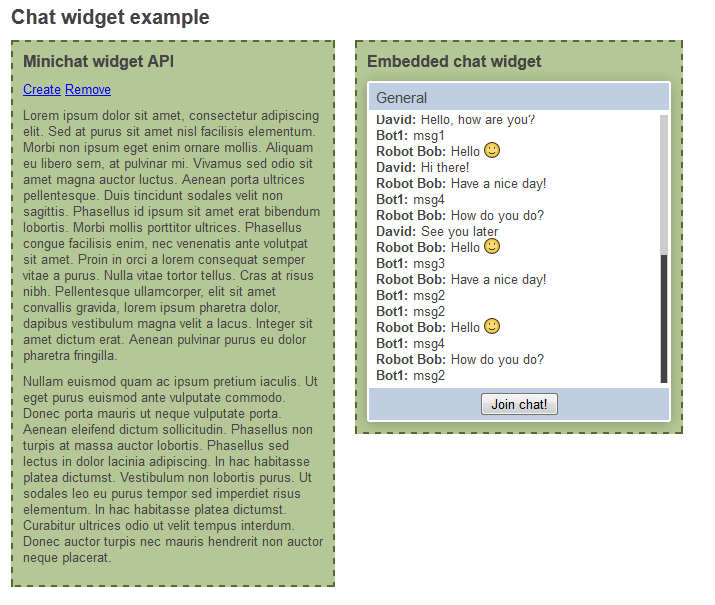 Chat widget example
Minichat widget API
Create Remove
Lorem ipsum dolor sit amet, consectetur adipiscing
elit. Sed at purus sit amet nisl facilisis elementum.
Morbi non ipsum eget enim ornare mollis. Aliquam
eu libero sem, at pulvinar mi. Vivamus sed odio sit
amet magna auctor luctus. Aenean porta ultrices
pellentesque. Duis tincidunt sodales velit non
sagittis. Phasellus id ipsum sit amet erat bibendum
lobortis. Morbi mollis porttitor ultrices. Phasellus
congue facilisis enim, nec venenatis ante volutpat
sit amet. Proin in orci a lorem consequat semper
vitae a purus. Nulla vitae tortor tellus. Cras at risus
nibh. Pellentesque ullamcorper, elit sit amet
convallis gravida, lorem ipsum pharetra dolor,
dapibus vestibulum magna velit a lacus. Integer sit
amet dictum erat. Aenean pulvinar purus eu dolor
pharetra fringilla.
Nullam euismod quam ac ipsum pretium iaculis. Ut
eget purus euismod ante vulputate commodo.
Donec porta mauris ut neque vulputate porta.
Aenean eleifend dictum sollicitudin. Phasellus non
turpis at massa auctor lobortis. Phasellus sed
lectus in dolor lacinia adipiscing. In hac habitasse
platea dictumst. Vestibulum non lobortis purus. Ut
sodales leo eu purus tempor sed imperdiet risus
elementum. In hac habitasse platea dictumst.
Curabitur ultrices odio ut velit tempus interdum.
Donec auctor turpis nec mauris hendrerit non auctor
neque placerat.
Embedded chat widget
General
David: Hello, how are you?
Bot1: msg1
Robot Bob: Hello
David: Hi there!
Robot Bob: Have a nice day!
Bot1: msg4
Robot Bob: How do you do?
David: See you later
Robot Bob: Hello
Bot1: msg3
Robot Bob: Have a nice day!
Bot1: msg2
Bot1: msg2
Robot Bob: Hello
Bot1: msg4
Robot Bob: How do you do?
Bot1: msg2
Join chat!